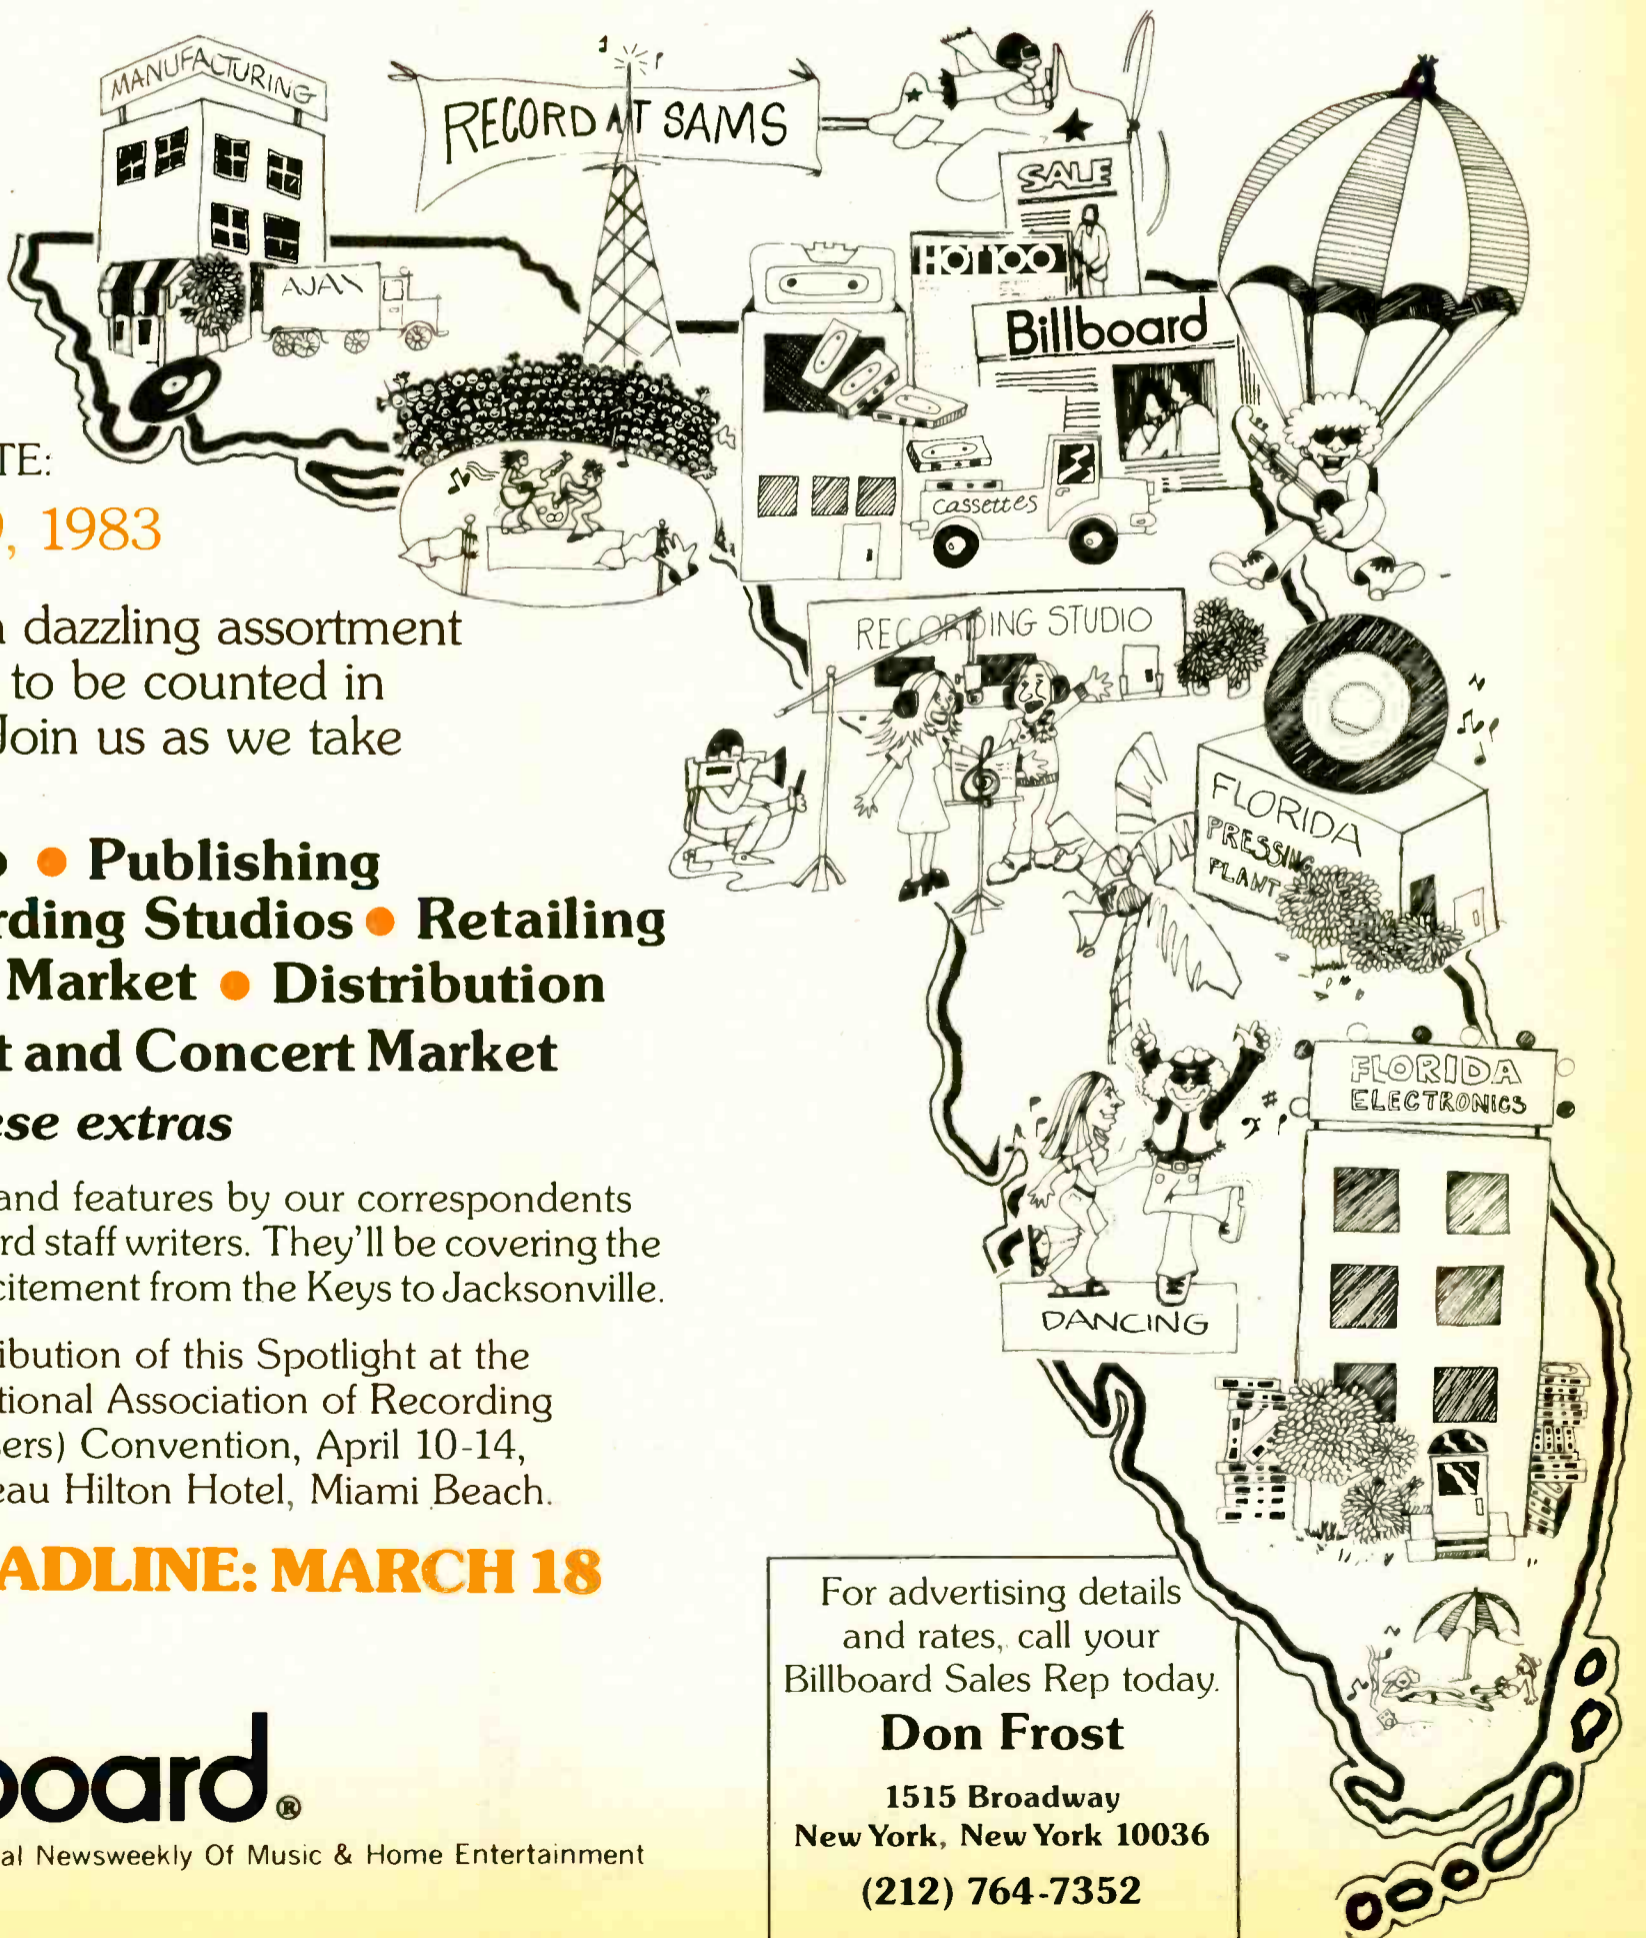 MANUFACTURING
RECORD AT SAMS
SALE
HOT 100
AJAX
Billboard
TE:
, 1983
cassettes
dazzling assortment
to be counted in
Join us as we take
RECORDING STUDIO
FLORIDA
PRESSING
PLANT
● Publishing
rding Studios ● Retailing
Market ● Distribution
t and Concert Market
ese extras
FLORIDA
ELECTRONICS
and features by our correspondents
rd staff writers. They'll be covering the
citement from the Keys to Jacksonville.
DANCING
ibution of this Spotlight at the
tional Association of Recording
ers) Convention, April 10-14,
eau Hilton Hotel, Miami Beach.
ADLINE: MARCH 18
For advertising details
and rates, call your
Billboard Sales Rep today.
Don Frost
1515 Broadway
New York, New York 10036
(212) 764-7352
board®
al Newsweekly Of Music & Home Entertainment